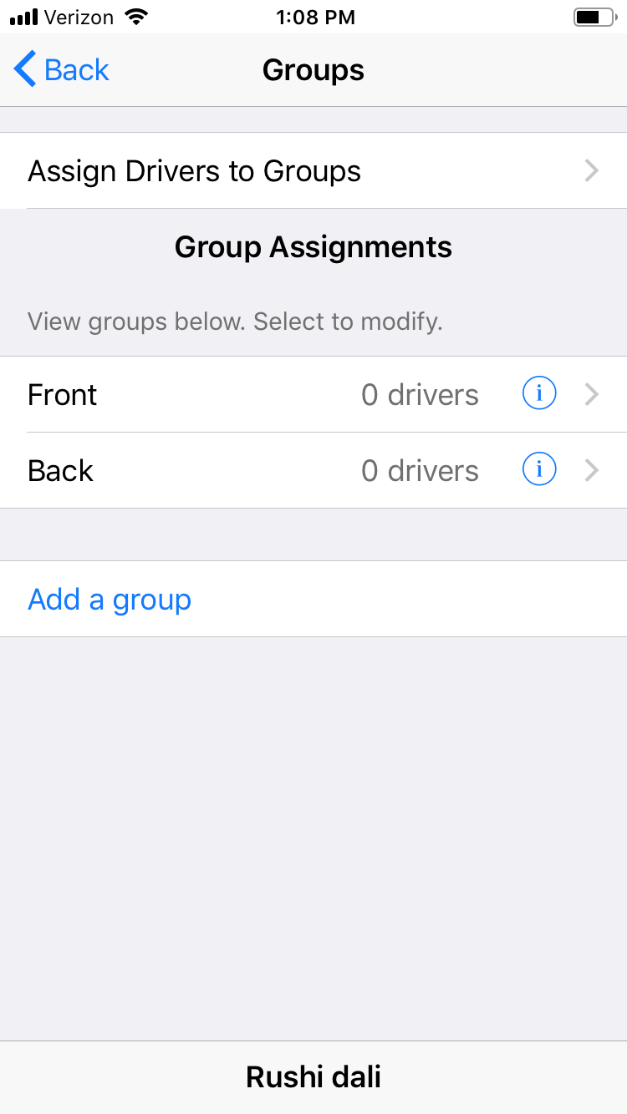 Verizon 1:08 PM
Back Groups
Assign Drivers to Groups
Group Assignments
View groups below. Select to modify.
Front 0 drivers i
Back 0 drivers i
Add a group
Rushi dali